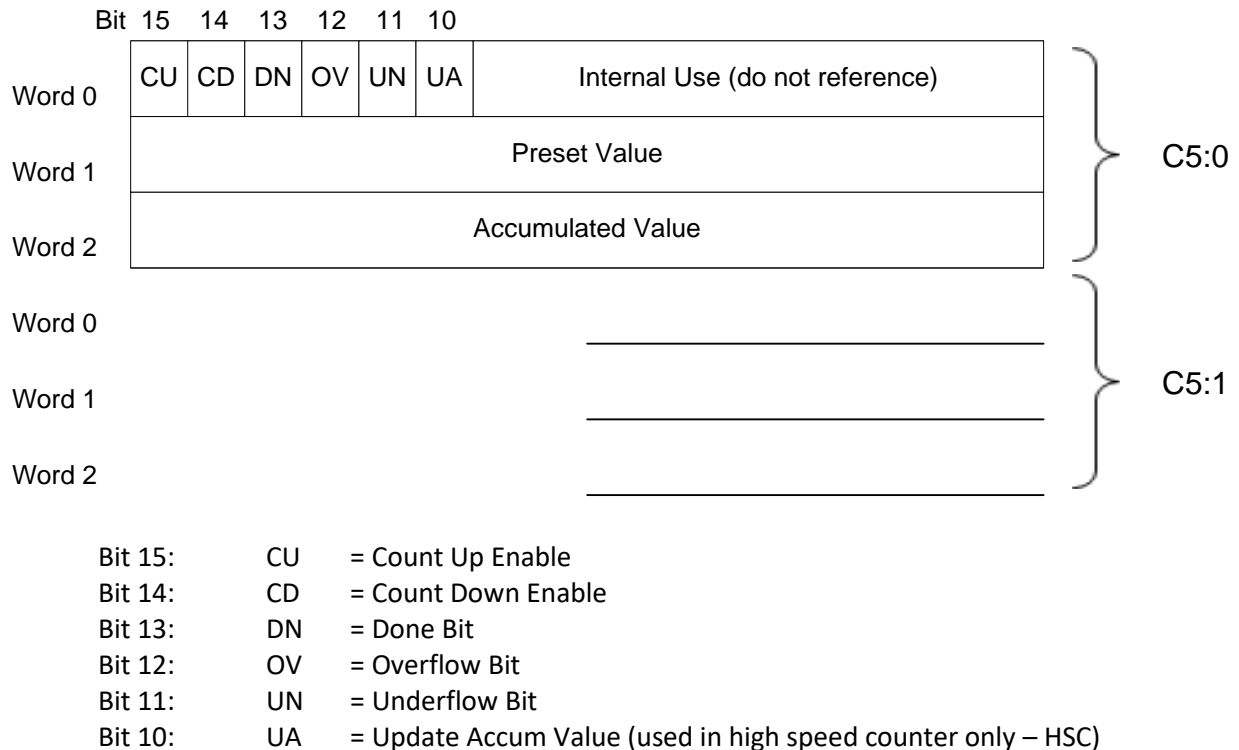 Bit 15 14 13 12 11 10
Word 0 CU CD DN OV UN UA Internal Use (do not reference)
Word 1 Preset Value C5:0
Word 2 Accumulated Value
Word 0
Word 1 C5:1
Word 2
Bit 15: CU = Count Up Enable
Bit 14: CD = Count Down Enable
Bit 13: DN = Done Bit
Bit 12: OV = Overflow Bit
Bit 11: UN = Underflow Bit
Bit 10: UA = Update Accum Value (used in high speed counter only – HSC)